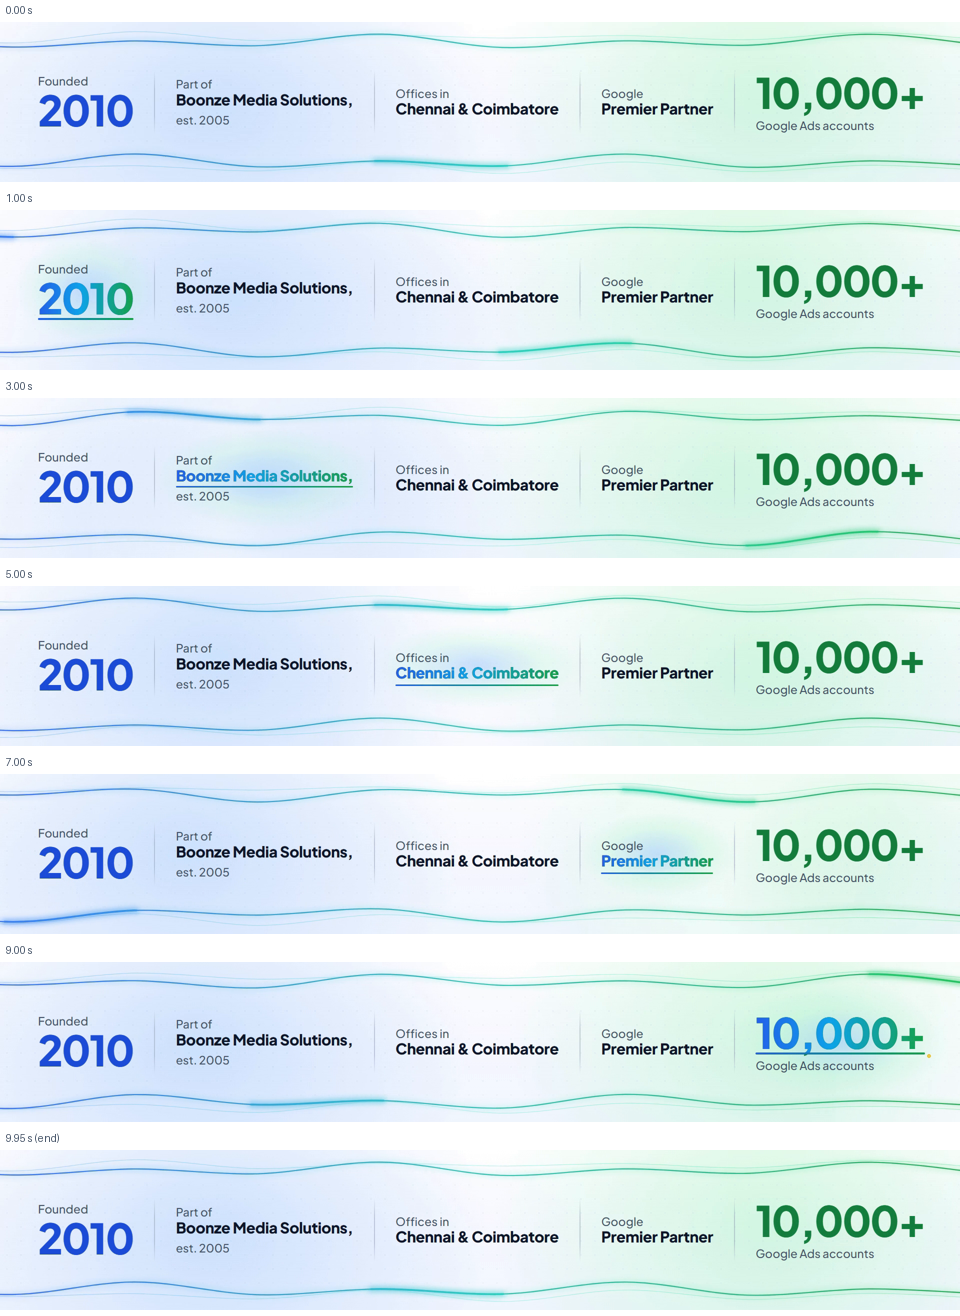 0.00 s
Founded
2010
Part of
Boonze Media Solutions,
est. 2005
Offices in
Chennai & Coimbatore
Google
Premier Partner
10,000+
Google Ads accounts
1.00 s
Founded
2010
Part of
Boonze Media Solutions,
est. 2005
Offices in
Chennai & Coimbatore
Google
Premier Partner
10,000+
Google Ads accounts
3.00 s
Founded
2010
Part of
Boonze Media Solutions,
est. 2005
Offices in
Chennai & Coimbatore
Google
Premier Partner
10,000+
Google Ads accounts
5.00 s
Founded
2010
Part of
Boonze Media Solutions,
est. 2005
Offices in
Chennai & Coimbatore
Google
Premier Partner
10,000+
Google Ads accounts
7.00 s
Founded
2010
Part of
Boonze Media Solutions,
est. 2005
Offices in
Chennai & Coimbatore
Google
Premier Partner
10,000+
Google Ads accounts
9.00 s
Founded
2010
Part of
Boonze Media Solutions,
est. 2005
Offices in
Chennai & Coimbatore
Google
Premier Partner
10,000+
Google Ads accounts
9.95 s (end)
Founded
2010
Part of
Boonze Media Solutions,
est. 2005
Offices in
Chennai & Coimbatore
Google
Premier Partner
10,000+
Google Ads accounts